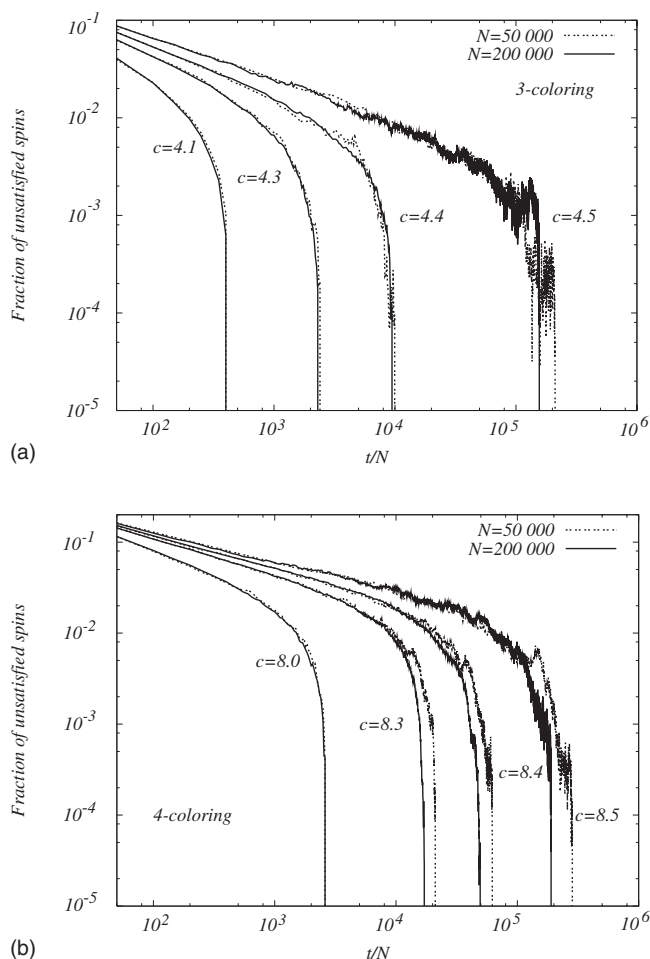 10^-1
10^-2
10^-3
10^-4
10^-5
Fraction of unsatisfied spins
N=50 000
N=200 000
3-coloring
c=4.1
c=4.3
c=4.4
c=4.5
10^2
10^3
10^4
10^5
10^6
t/N
(a)
10^-1
10^-2
10^-3
10^-4
10^-5
Fraction of unsatisfied spins
N=50 000
N=200 000
c=8.0
c=8.3
c=8.4
c=8.5
4-coloring
10^2
10^3
10^4
10^5
10^6
t/N
(b)